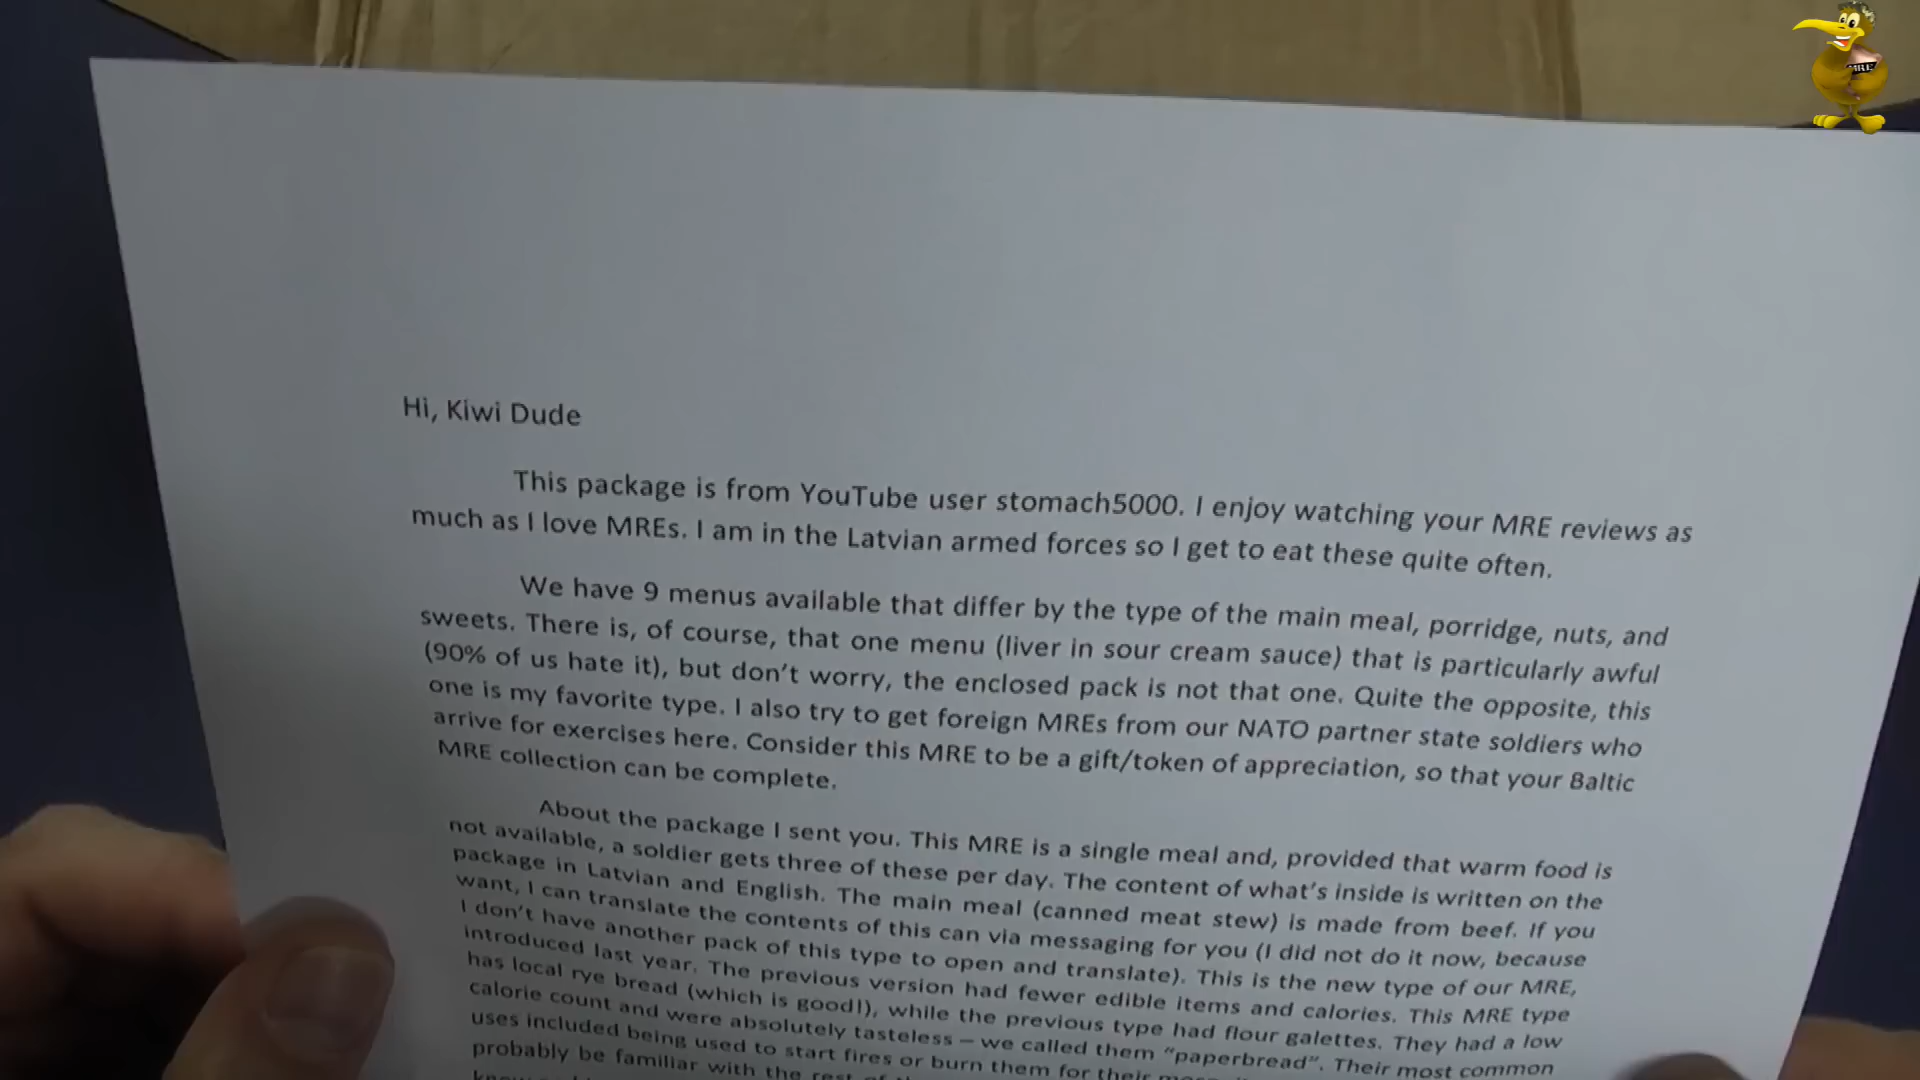 MRE
Hi, Kiwi Dude
This package is from YouTube user stomach5000. I enjoy watching your MRE reviews as
much as I love MREs. I am in the Latvian armed forces so I get to eat these quite often.
We have 9 menus available that differ by the type of the main meal, porridge, nuts, and
sweets. There is, of course, that one menu (liver in sour cream sauce) that is particularly awful
(90% of us hate it), but don't worry, the enclosed pack is not that one. Quite the opposite, this
one is my favorite type. I also try to get foreign MREs from our NATO partner state soldiers who
arrive for exercises here. Consider this MRE to be a gift/token of appreciation, so that your Baltic
MRE collection can be complete.
About the package I sent you. This MRE is a single meal and, provided that warm food is
not available, a soldier gets three of these per day. The content of what's inside is written on the
package in Latvian and English. The main meal (canned meat stew) is made from beef. If you
want, I can translate the contents of this can via messaging for you (I did not do it now, because
I don't have another pack of this type to open and translate). This is the new type of our MRE,
introduced last year. The previous version had fewer edible items and calories. This MRE type
has local rye bread (which is good!), while the previous type had flour galettes. They had a low
calorie count and were absolutely tasteless – we called them "paperbread". Their most common
uses included being used to start fires or burn them for their
probably be familiar with the rest of